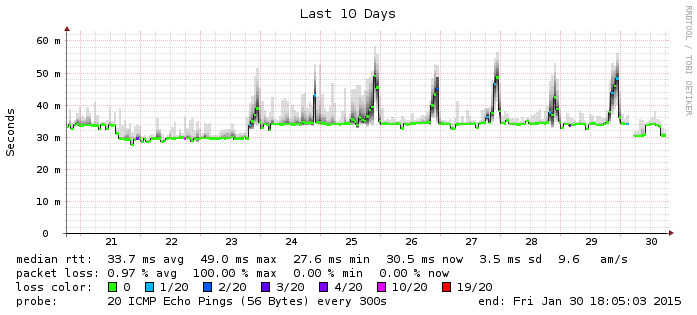 Last 10 Days
RRDTOOL / TOBI OETIKER
Seconds
60 m
50 m
40 m
30 m
20 m
10 m
0
21 22 23 24 25 26 27 28 29 30
median rtt: 33.7 ms avg 49.0 ms max 27.6 ms min 30.5 ms now 3.5 ms sd 9.6 am/s
packet loss: 0.97 % avg 100.00 % max 0.00 % min 0.00 % now
loss color: 0 1/20 2/20 3/20 4/20 10/20 19/20
probe: 20 ICMP Echo Pings (56 Bytes) every 300s end: Fri Jan 30 18:05:03 2015